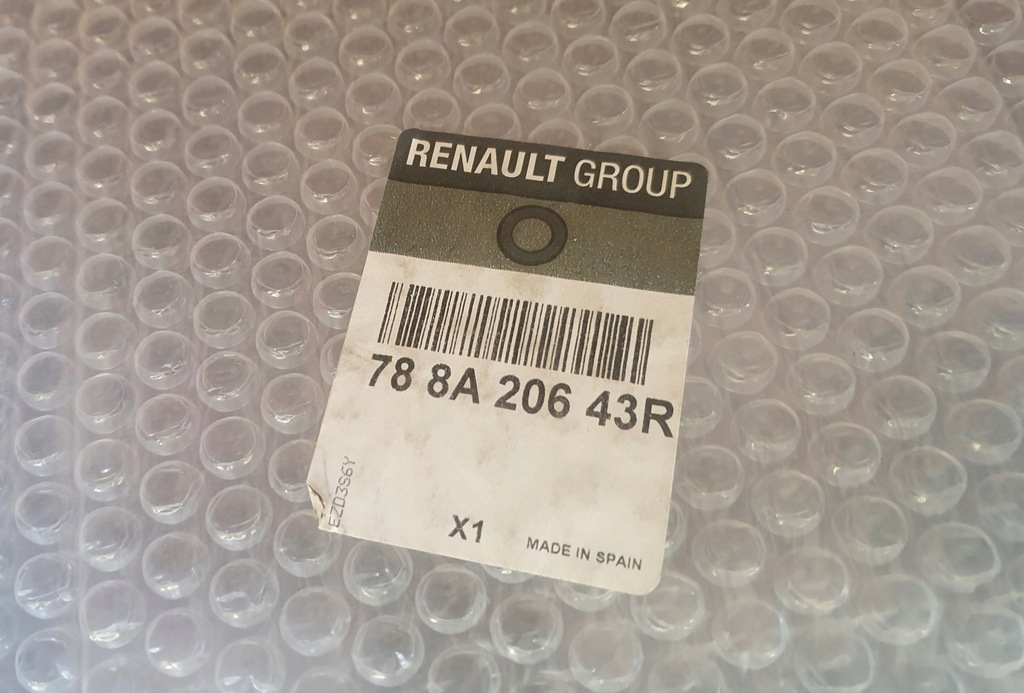 RENAULT GROUP
78 8A 206 43R
EZD3S6Y
X1
MADE IN SPAIN